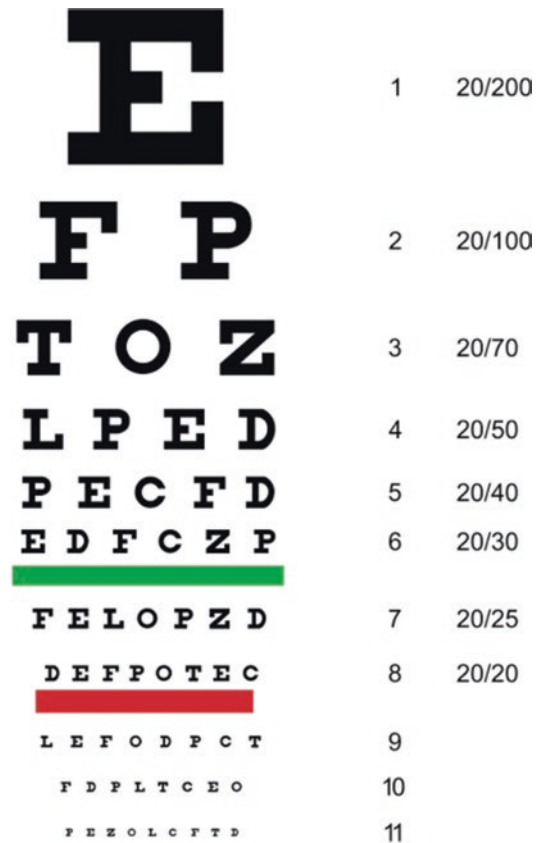 E 1 20/200
F P 2 20/100
T O Z 3 20/70
L P E D 4 20/50
P E C F D 5 20/40
E D F C Z P 6 20/30
F E L O P Z D 7 20/25
D E F P O T E C 8 20/20
L E F O D P C T 9
F D P L T C E O 10
P E Z O L C F T D 11